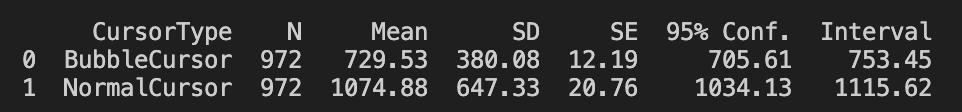 CursorType N Mean SD SE 95% Conf. Interval
0 BubbleCursor 972 729.53 380.08 12.19 705.61 753.45
1 NormalCursor 972 1074.88 647.33 20.76 1034.13 1115.62